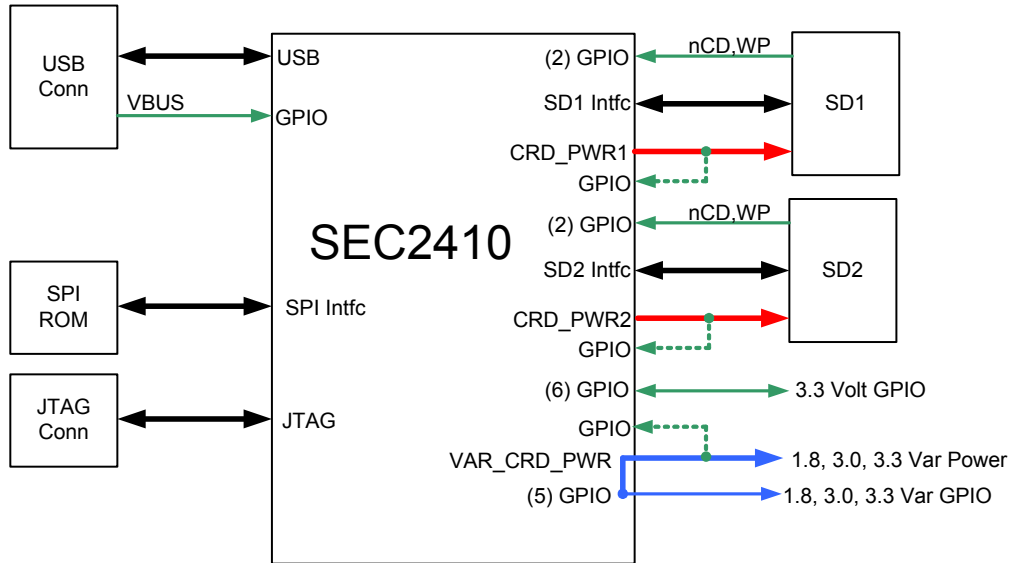 USB
Conn
VBUS
SPI
ROM
JTAG
Conn
USB
GPIO
SPI Intfc
JTAG
SEC2410
(2) GPIO
SD1 Intfc
CRD_PWR1
GPIO
(2) GPIO
SD2 Intfc
CRD_PWR2
GPIO
(6) GPIO
GPIO
VAR_CRD_PWR
(5) GPIO
nCD,WP
SD1
nCD,WP
SD2
3.3 Volt GPIO
1.8, 3.0, 3.3 Var Power
1.8, 3.0, 3.3 Var GPIO